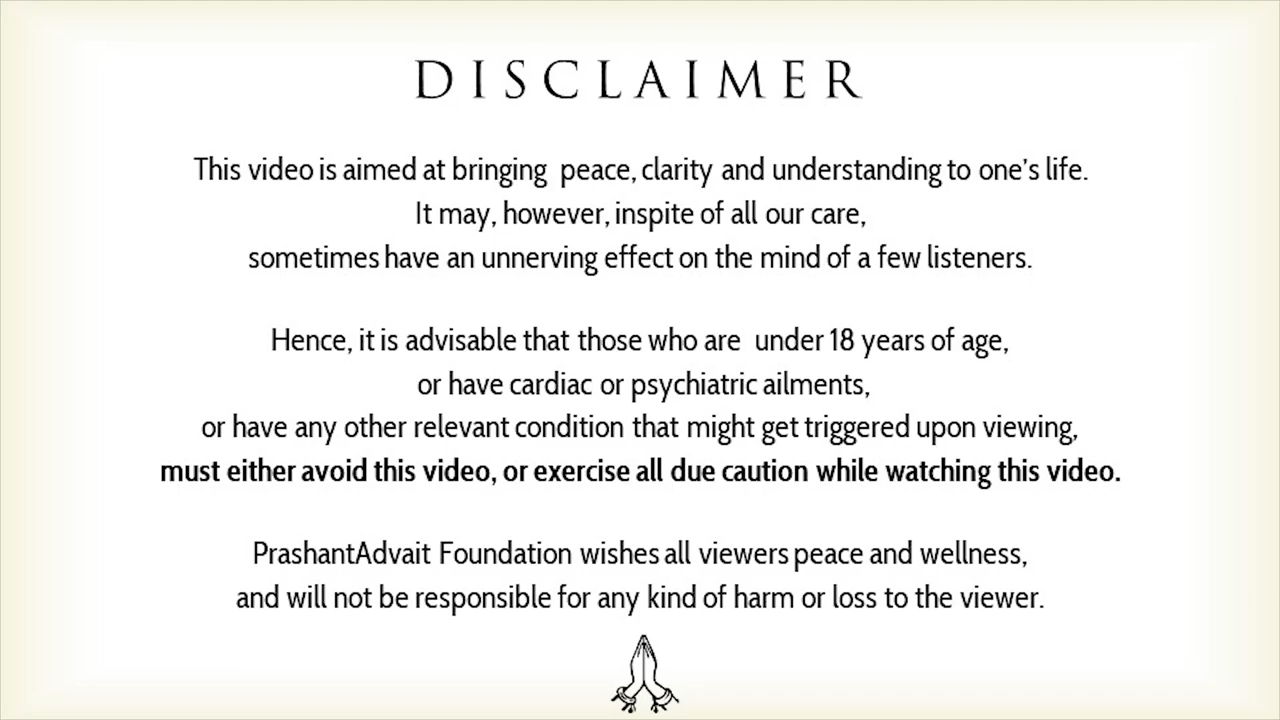 DISCLAIMER
This video is aimed at bringing peace, clarity and understanding to one's life.
It may, however, inspite of all our care,
sometimes have an unnerving effect on the mind of a few listeners.
Hence, it is advisable that those who are under 18 years of age,
or have cardiac or psychiatric ailments,
or have any other relevant condition that might get triggered upon viewing,
must either avoid this video, or exercise all due caution while watching this video.
PrashantAdvait Foundation wishes all viewers peace and wellness,
and will not be responsible for any kind of harm or loss to the viewer.